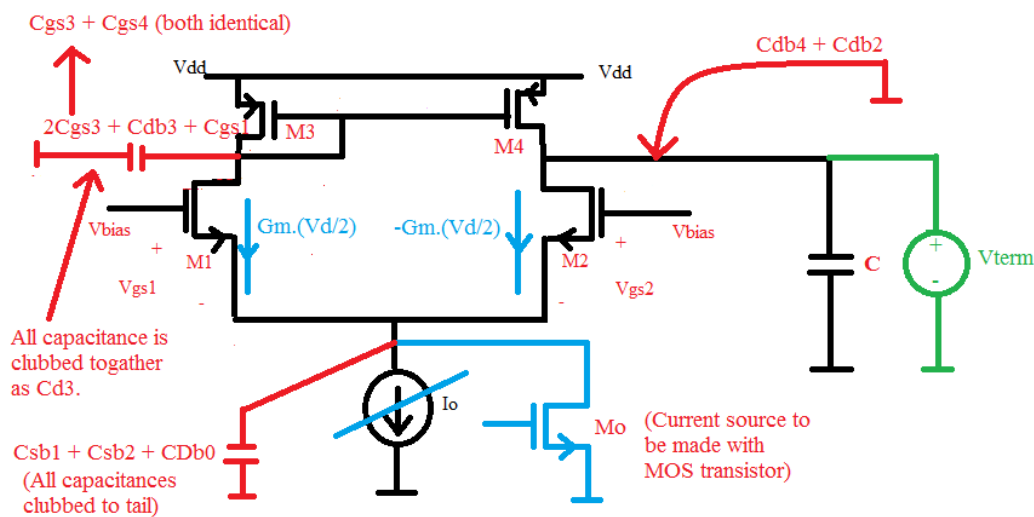 Cgs3 + Cgs4 (both identical)
Cdb4 + Cdb2
Vdd
Vdd
2Cgs3 + Cdb3 + Cgs1
M3
M4
Gm.(Vd/2)
-Gm.(Vd/2)
Vbias
Vbias
+
+
M1
M2
Vgs1
Vgs2
-
-
C
+
-
Vterm
All capacitance is
clubbed togather
as Cd3.
Io
Mo
(Current source to
be made with
MOS transistor)
Csb1 + Csb2 + CDb0
(All capacitances
clubbed to tail)